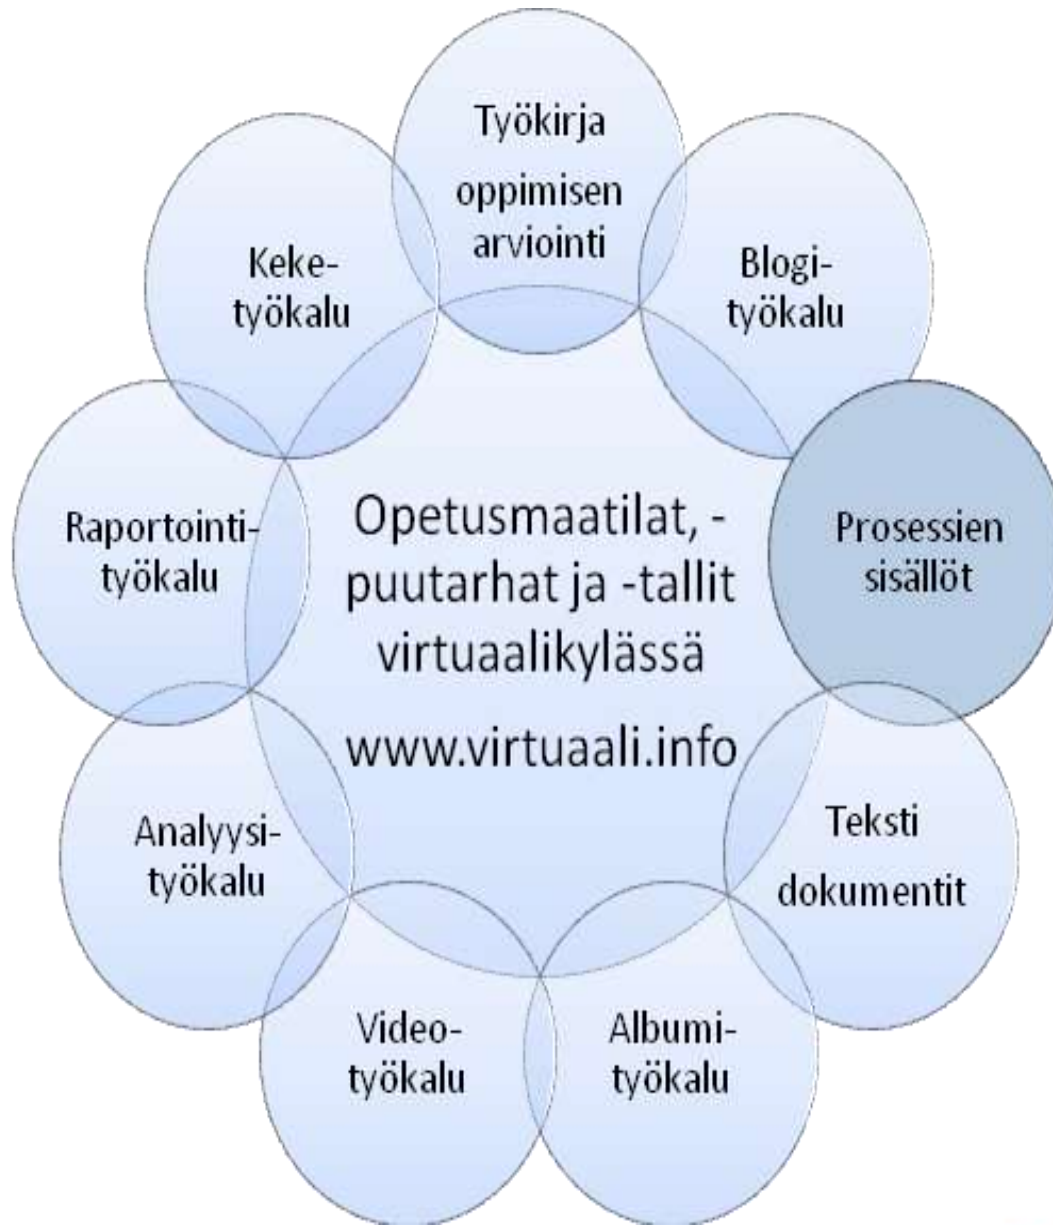 Työkirja
oppimisen
arviointi
Blogi-
työkalu
Prosessien
sisällöt
Teksti
dokumentit
Albumi-
työkalu
Video-
työkalu
Analyysi-
työkalu
Raportointi-
työkalu
Keke-
työkalu
Opetusmaatilat, -
puutarhat ja -tallit
virtuaalikylässä
www.virtuaali.info